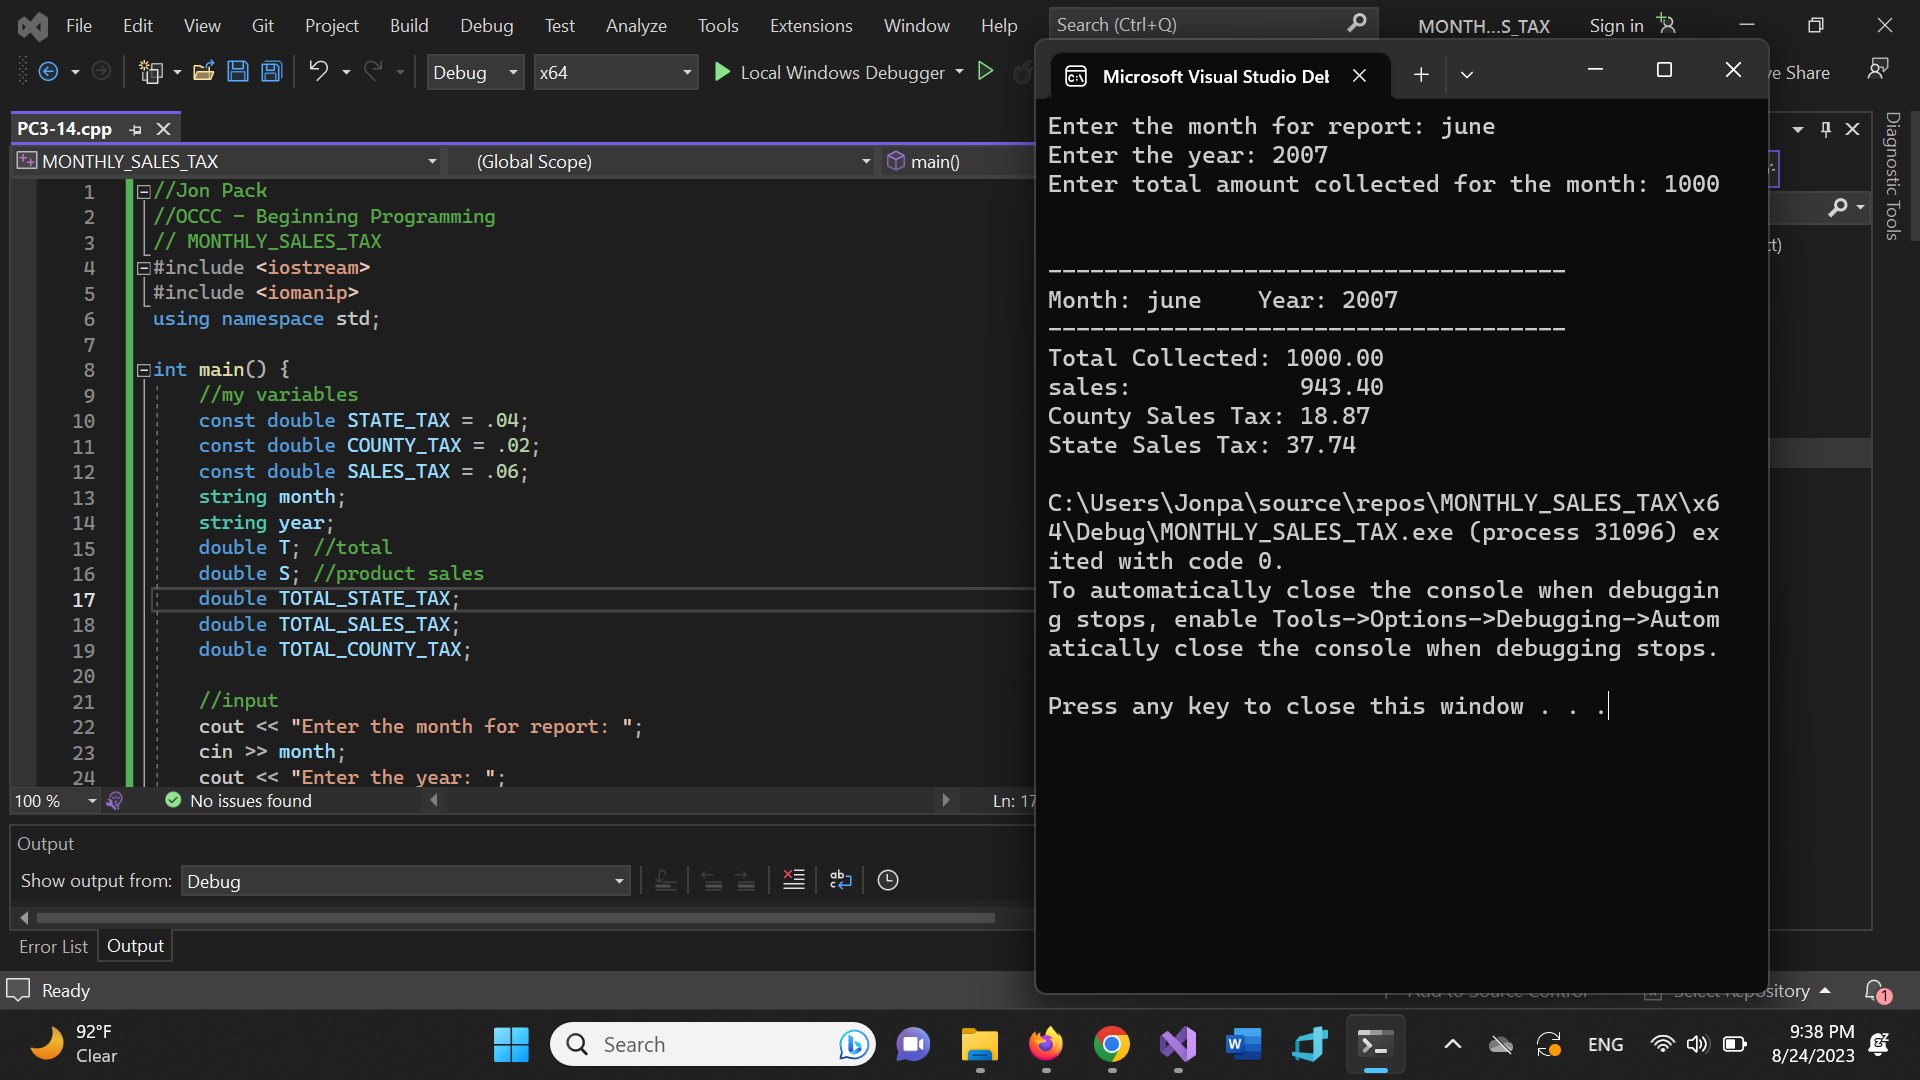 File Edit View Git Project Build Debug Test Analyze Tools Extensions Window Help Search (Ctrl+Q) MONTH...S_TAX Sign in
Debug x64 Local Windows Debugger Share
PC3-14.cpp
MONTHLY_SALES_TAX (Global Scope) main()
1 //Jon Pack
2 //OCCC - Beginning Programming
3 // MONTHLY_SALES_TAX
4 #include <iostream>
5 #include <iomanip>
6 using namespace std;
7
8 int main() {
9 //my variables
10 const double STATE_TAX = .04;
11 const double COUNTY_TAX = .02;
12 const double SALES_TAX = .06;
13 string month;
14 string year;
15 double T; //total
16 double S; //product sales
17 double TOTAL_STATE_TAX;
18 double TOTAL_SALES_TAX;
19 double TOTAL_COUNTY_TAX;
20
21 //input
22 cout << "Enter the month for report: ";
23 cin >> month;
24 cout << "Enter the year: ";
100 % No issues found Ln: 17
Output
Show output from: Debug
Error List Output
Ready
Microsoft Visual Studio Del
Enter the month for report: june
Enter the year: 2007
Enter total amount collected for the month: 1000
-------------------------------------
Month: june    Year: 2007
-------------------------------------
Total Collected: 1000.00
sales:            943.40
County Sales Tax: 18.87
State Sales Tax: 37.74
C:\Users\Jonpa\source\repos\MONTHLY_SALES_TAX\x6
4\Debug\MONTHLY_SALES_TAX.exe (process 31096) ex
ited with code 0.
To automatically close the console when debuggin
g stops, enable Tools->Options->Debugging->Autom
atically close the console when debugging stops.
Press any key to close this window . . .
Diagnostic Tools
Select Repository 1
92°F
Clear
Search
ENG
9:38 PM
8/24/2023